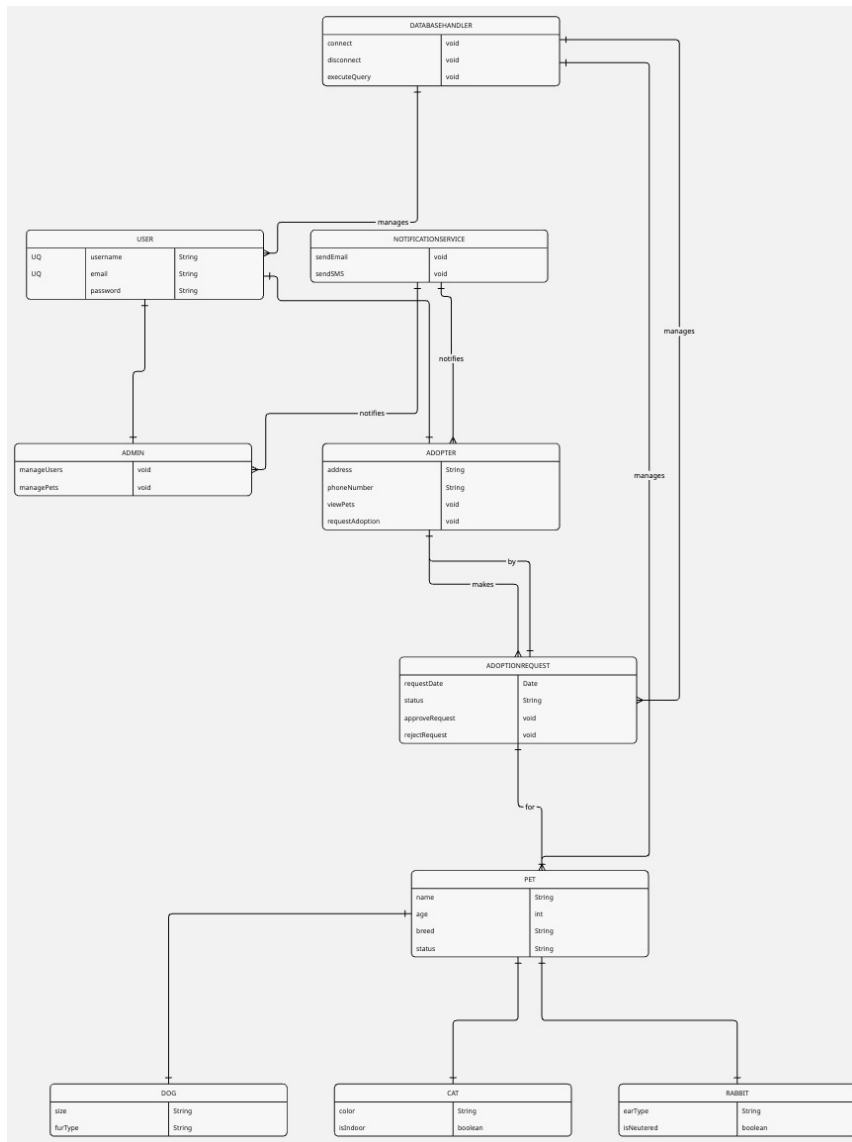 DATABASEHANDLER
connect void
disconnect void
executeQuery void
manages
USER
UQ username String
UQ email String
password String
NOTIFICATIONSERVICE
sendEmail void
sendSMS void
manages
notifies
notifies
ADMIN
manageUsers void
managePets void
ADOPTER
address String
phoneNumber String
viewPets void
requestAdoption void
manages
by
makes
ADOPTIONREQUEST
requestDate Date
status String
approveRequest void
rejectRequest void
for
PET
name String
age int
breed String
status String
DOG
size String
furType String
CAT
color String
isIndoor boolean
RABBIT
earType String
isNeutered boolean